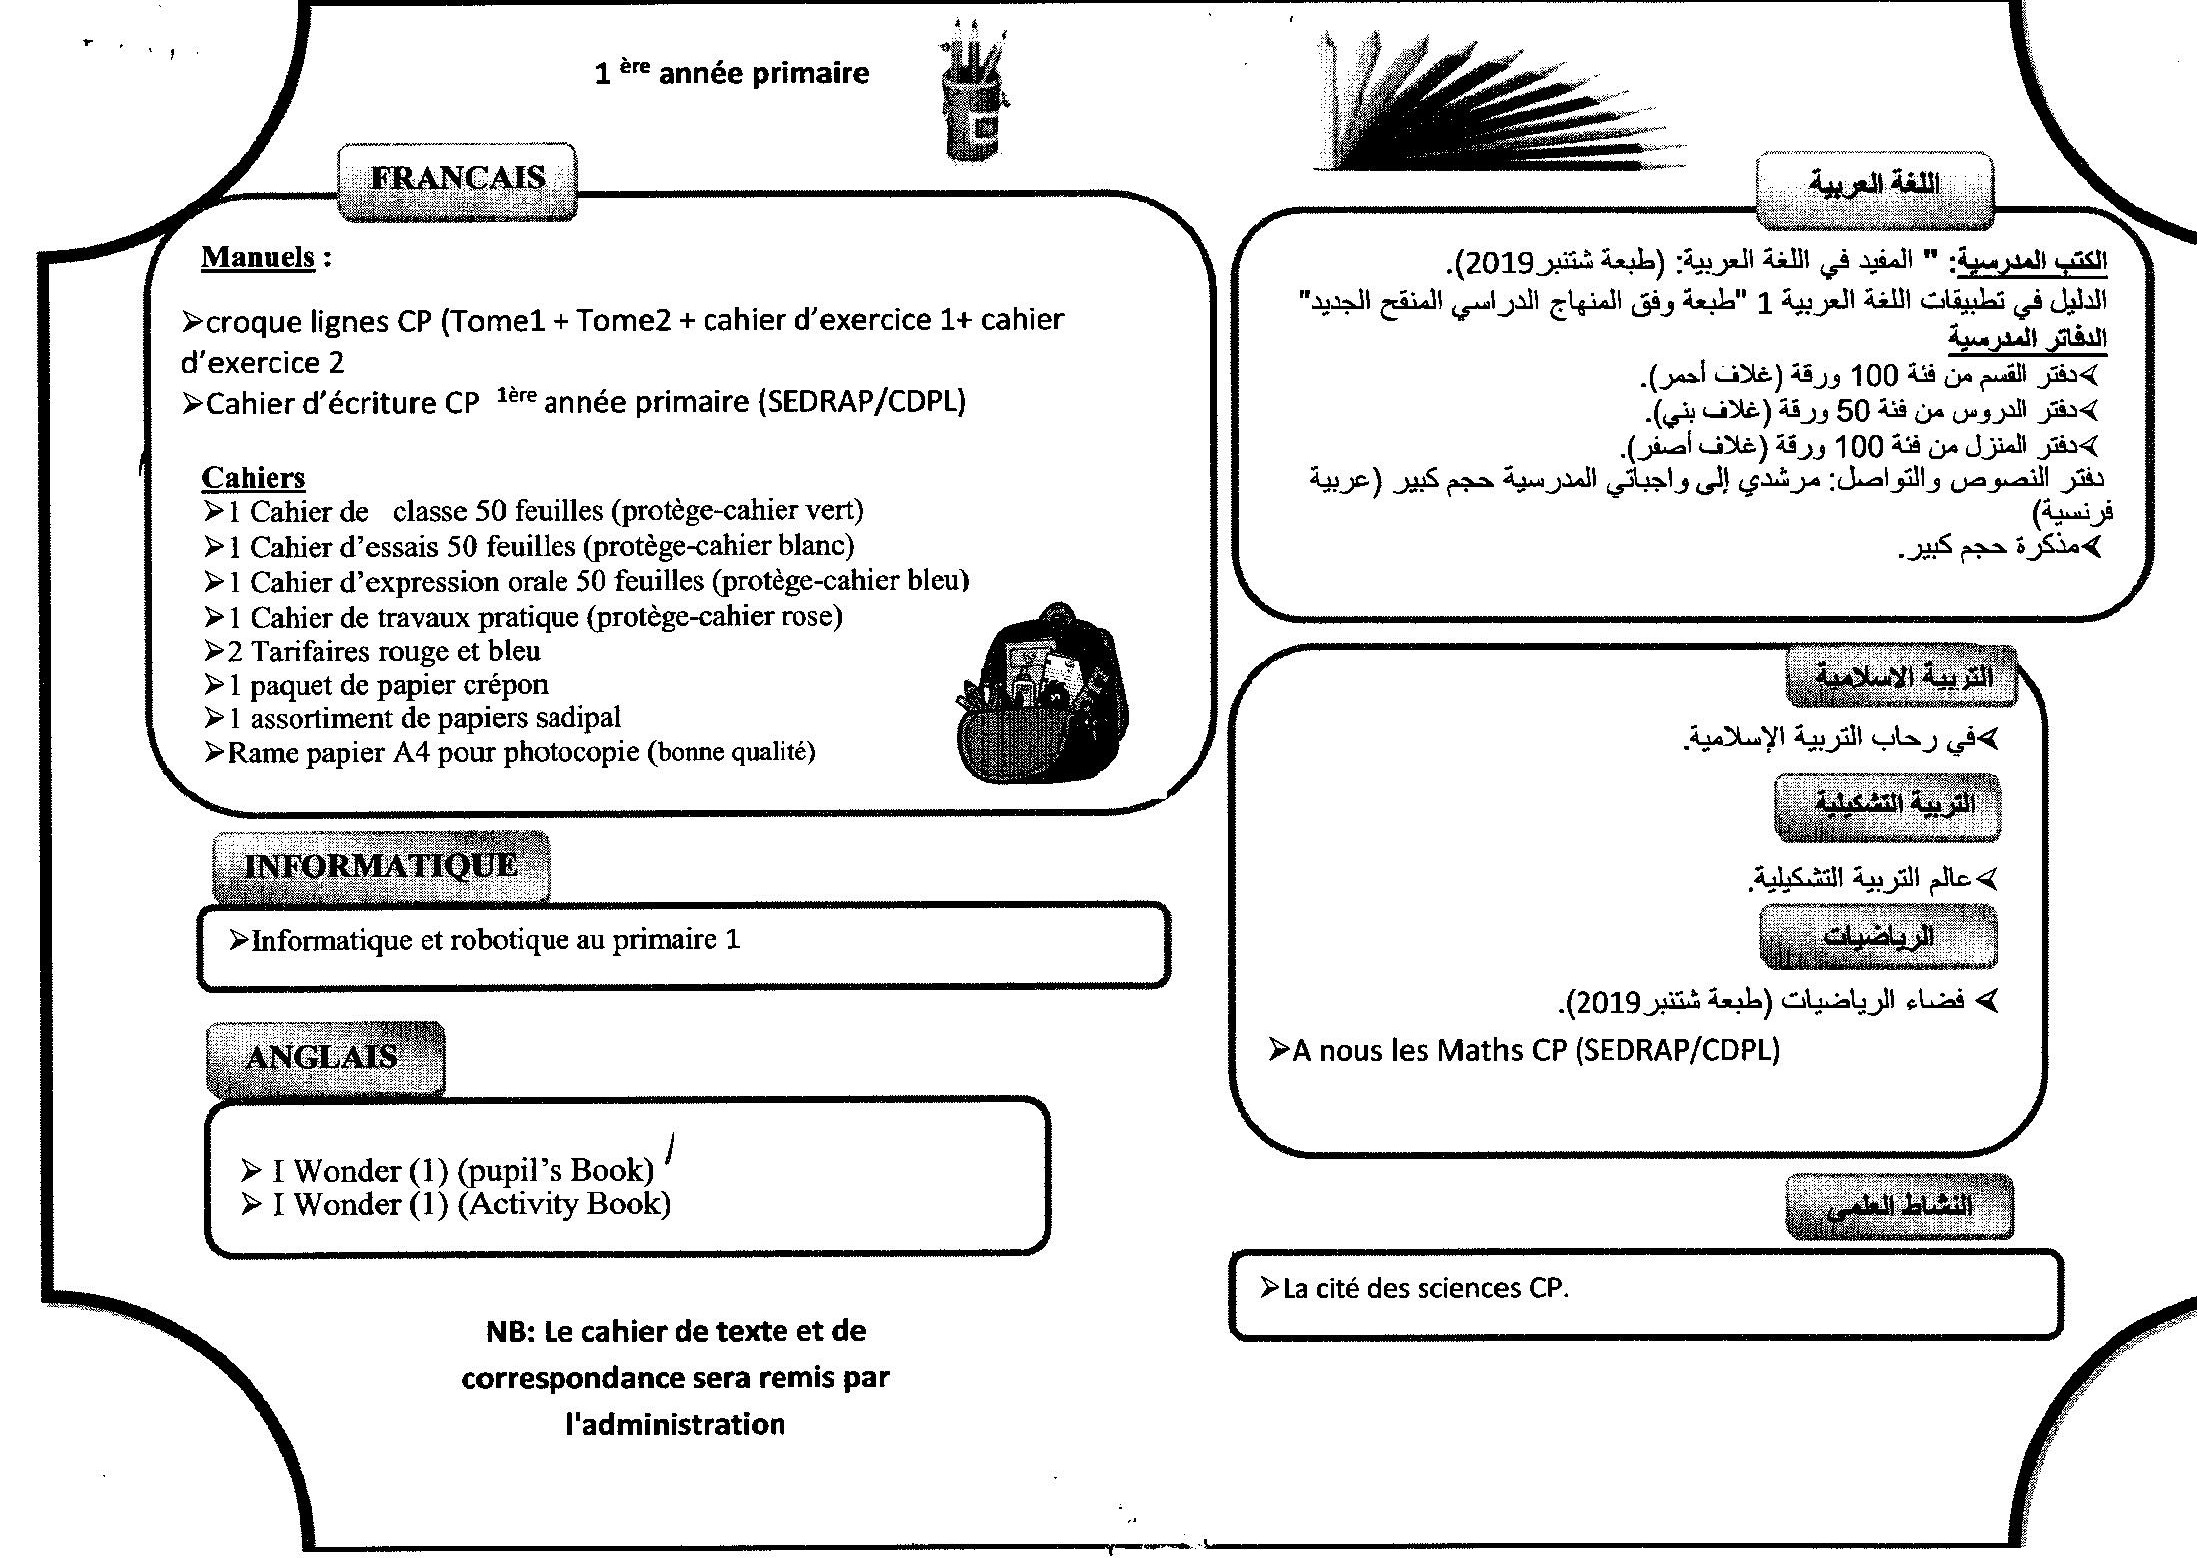 1 ère année primaire
FRANCAIS
Manuels :
➢croque lignes CP (Tome1 + Tome2 + cahier d'exercice 1+ cahier
d'exercice 2
➢Cahier d'écriture CP 1ère année primaire (SEDRAP/CDPL)
Cahiers
➢1 Cahier de classe 50 feuilles (protège-cahier vert)
➢1 Cahier d'essais 50 feuilles (protège-cahier blanc)
➢1 Cahier d'expression orale 50 feuilles (protège-cahier bleu)
➢1 Cahier de travaux pratique (protège-cahier rose)
➢2 Tarifaires rouge et bleu
➢1 paquet de papier crépon
➢1 assortiment de papiers sadipal
➢Rame papier A4 pour photocopie (bonne qualité)
INFORMATIQUE
➢Informatique et robotique au primaire 1
ANGLAIS
➢ I Wonder (1) (pupil's Book)
➢ I Wonder (1) (Activity Book)
NB: Le cahier de texte et de
correspondance sera remis par
l'administration
اللغة العربية
الكتب المدرسية: " المفيد في اللغة العربية: (طبعة شتنبر2019).
الدليل في تطبيقات اللغة العربية 1 "طبعة وفق المنهاج الدراسي المنقح الجديد"
الدفاتر المدرسية
➢دفتر القسم من فئة 100 ورقة (غلاف أحمر).
➢دفتر الدروس من فئة 50 ورقة (غلاف بني).
➢دفتر المنزل من فئة 100 ورقة (غلاف أصفر).
دفتر النصوص والتواصل: مرشدي إلى واجباتي المدرسية حجم كبير (عربية
فرنسية)
➢مذكرة حجم كبير.
التربية الاسلامية
➢في رحاب التربية الإسلامية.
التربية التشكيلية
➢عالم التربية التشكيلية.
الرياضيات
➢ فضاء الرياضيات (طبعة شتنبر2019).
➢A nous les Maths CP (SEDRAP/CDPL)
النشاط العلمي
➢La cité des sciences CP.